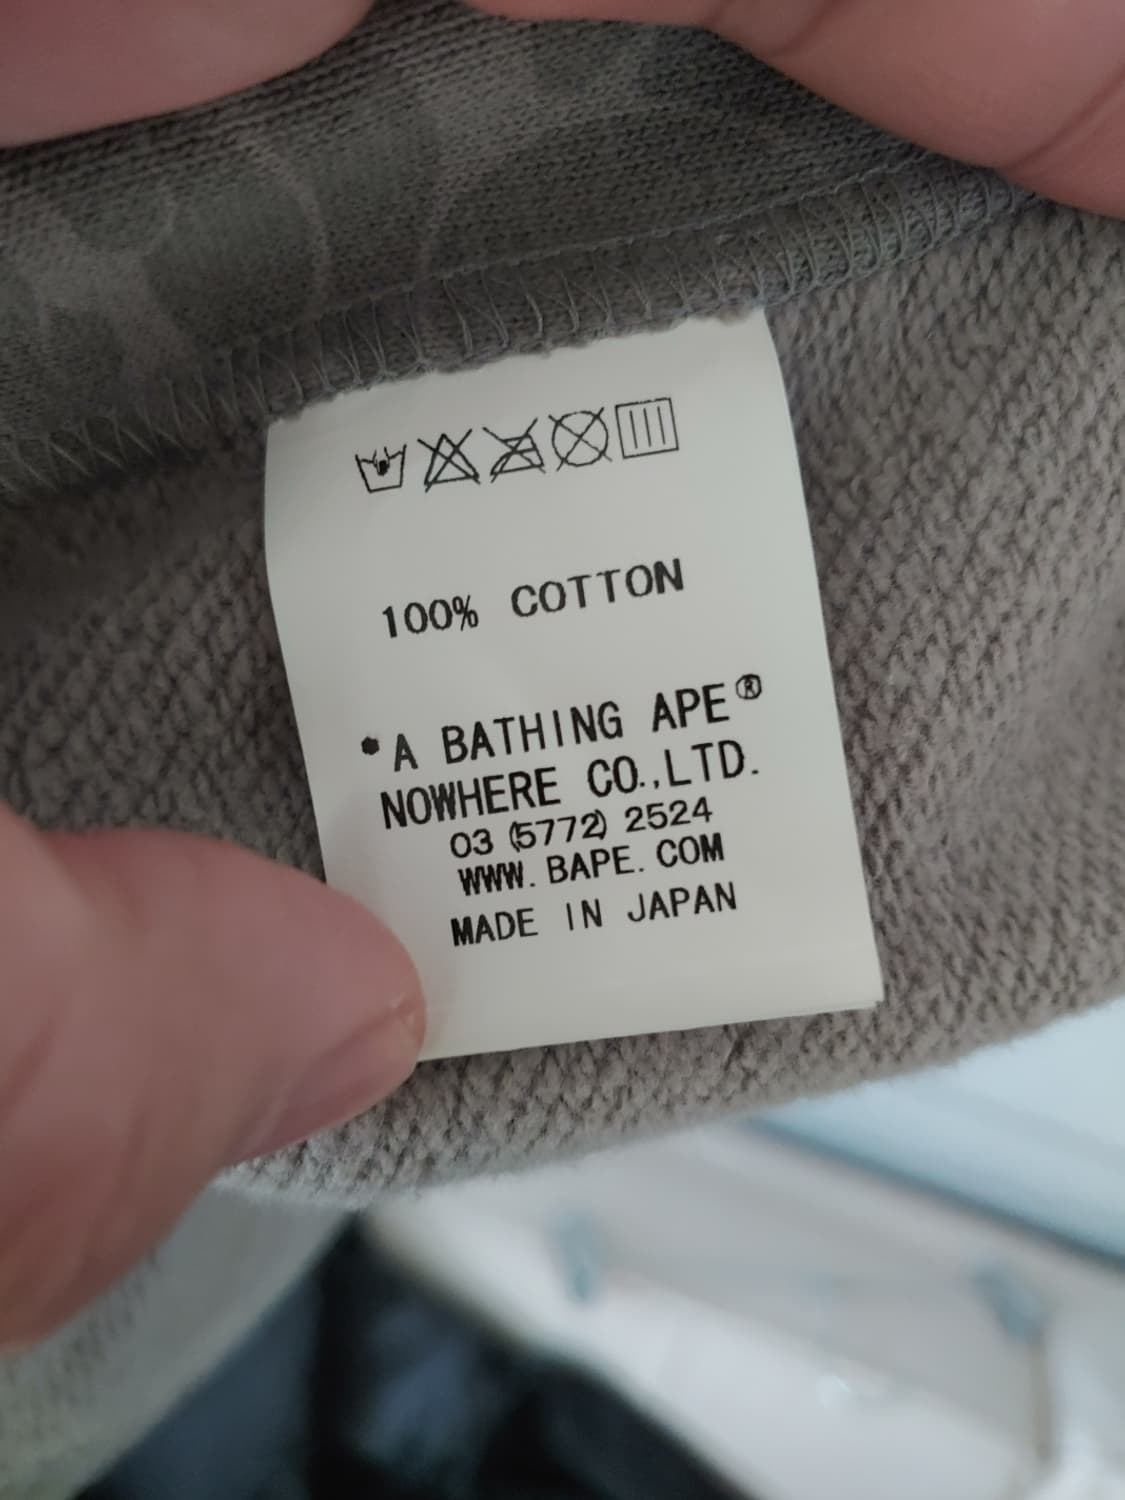 100% COTTON
*A BATHING APE®
NOWHERE CO.,LTD.
03 (5772) 2524
WWW. BAPE. COM
MADE IN JAPAN